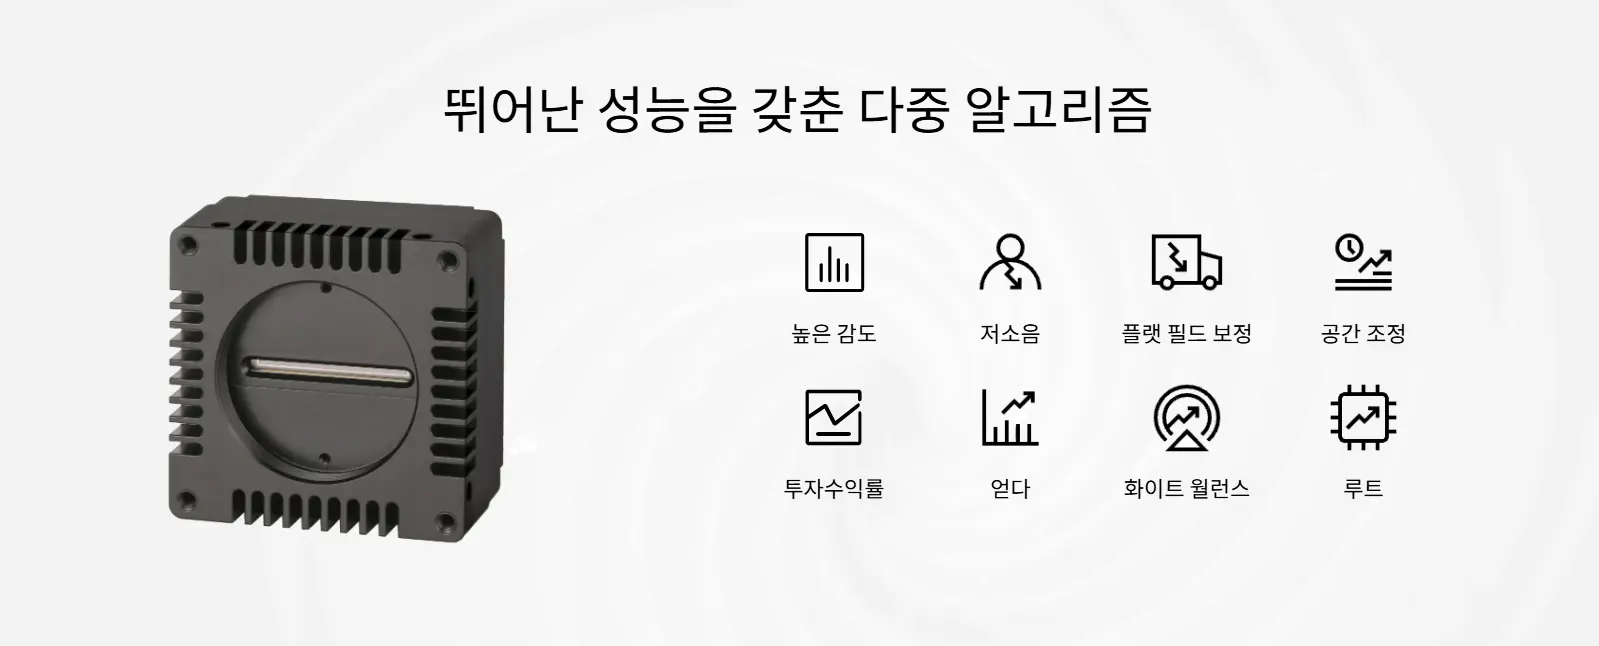 뛰어난 성능을 갖춘 다중 알고리즘
높은 감도
저소음
플랫 필드 보정
공간 조정
투자수익률
얻다
화이트 월런스
루트